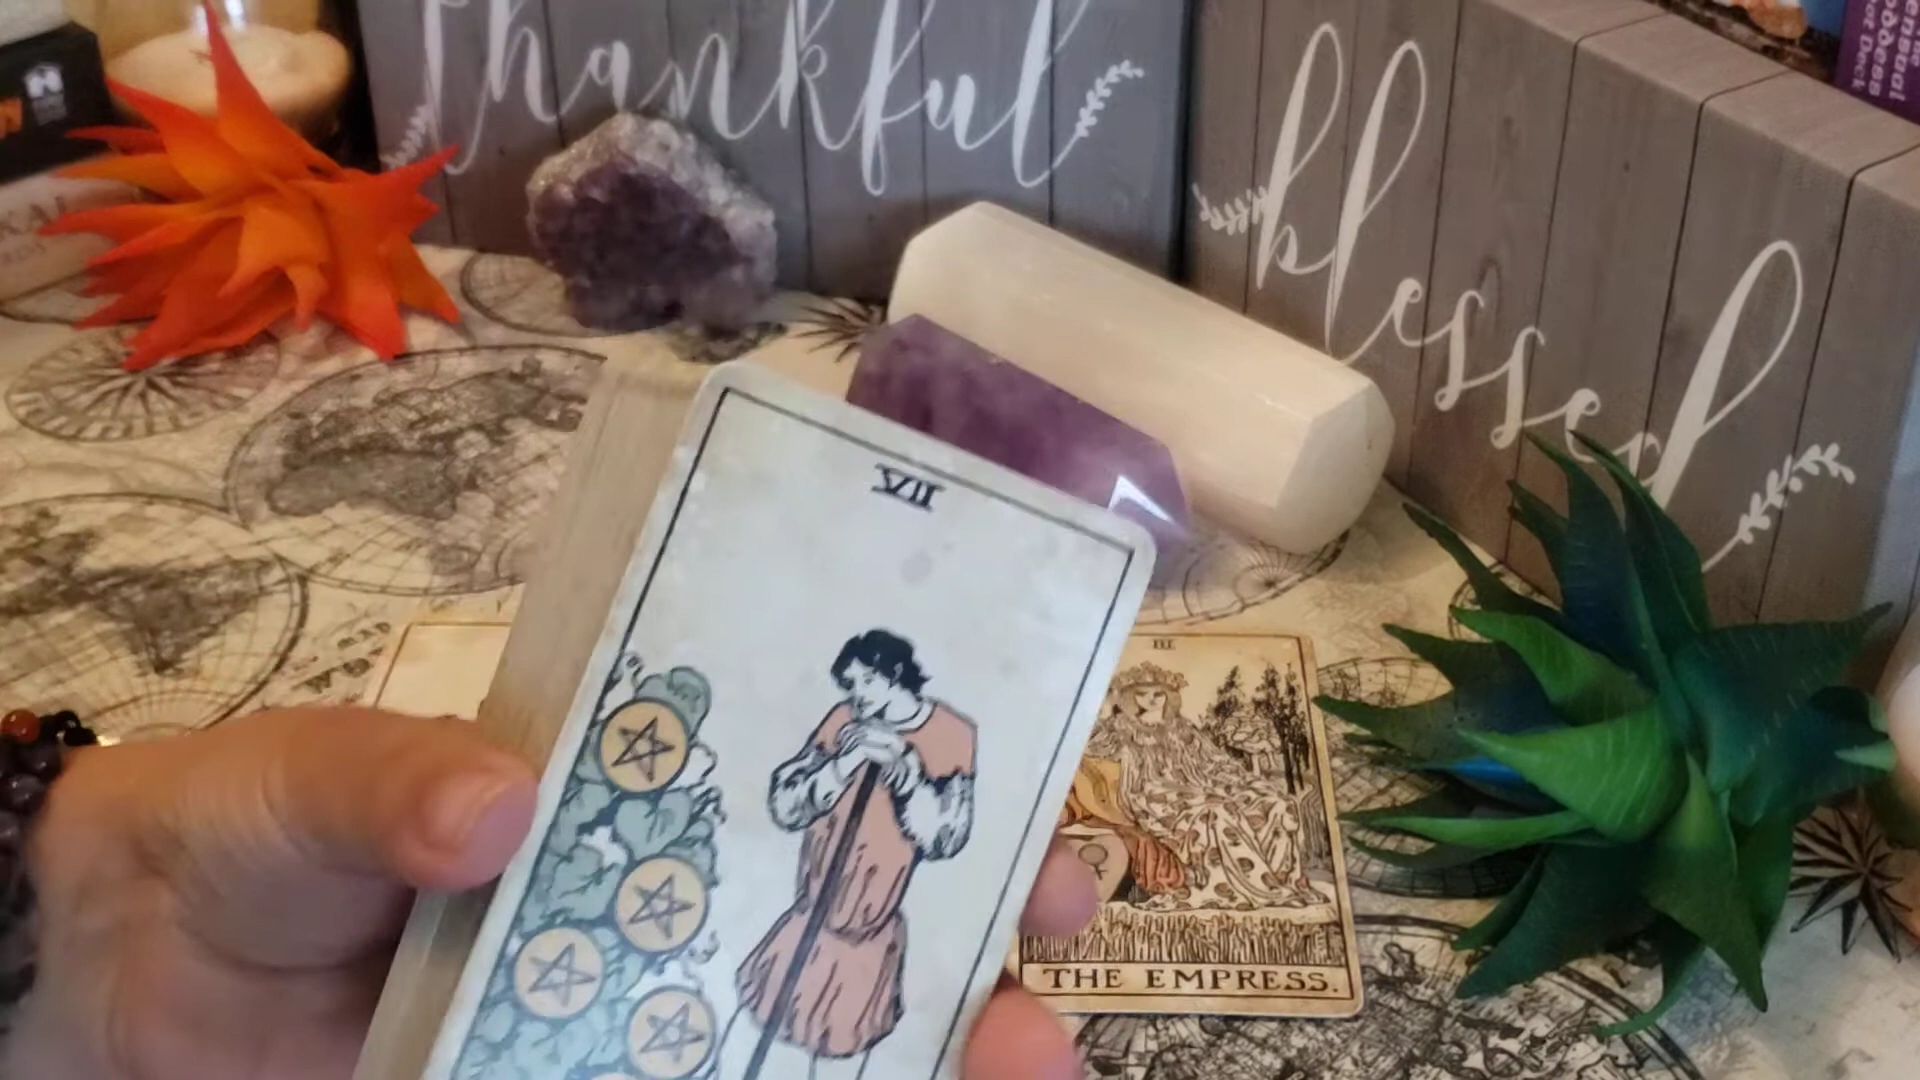 thankful
blessed
VII
III
THE EMPRESS.